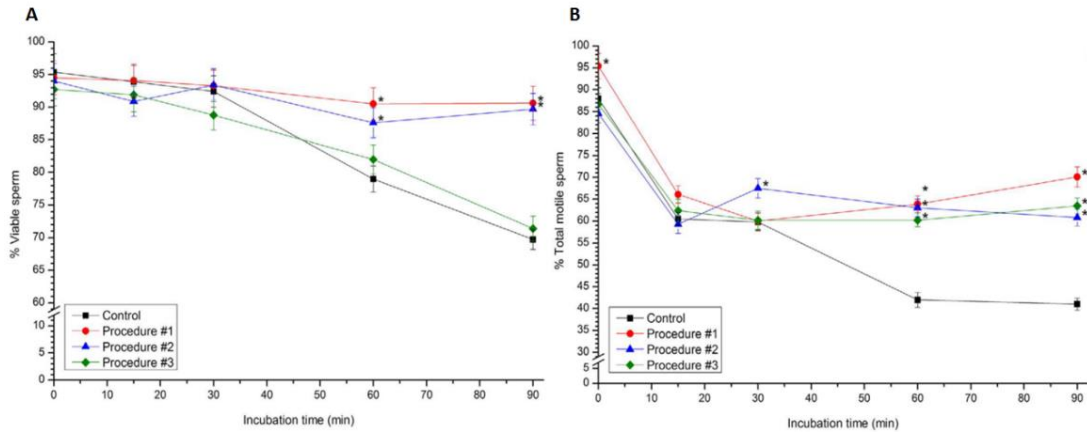 A
% Viable sperm
100
95
90
85
80
75
70
65
60
10
5
0
Control
Procedure #1
Procedure #2
Procedure #3
0 10 20 30 40 50 60 70 80 90
Incubation time (min)
* * * *
B
% Total motile sperm
100
95
90
85
80
75
70
65
60
55
50
45
40
35
30
5
0
Control
Procedure #1
Procedure #2
Procedure #3
0 10 20 30 40 50 60 70 80 90
Incubation time (min)
* * * * * * * *